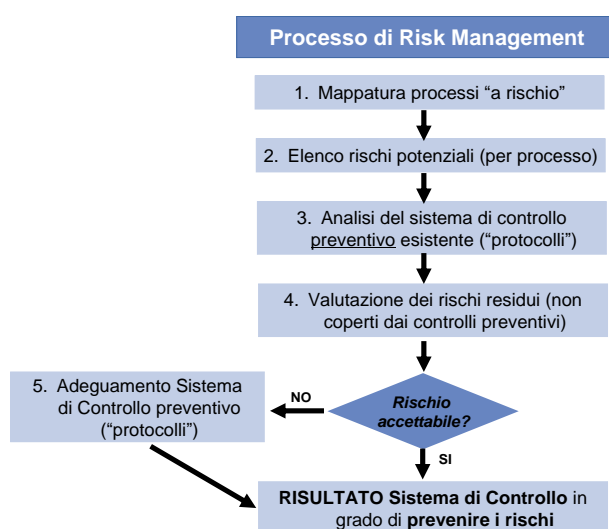 Processo di Risk Management
1. Mappatura processi “a rischio”
2. Elenco rischi potenziali (per processo)
3. Analisi del sistema di controllo
preventivo esistente (“protocolli”)
4. Valutazione dei rischi residui (non
coperti dai controlli preventivi)
5. Adeguamento Sistema
di Controllo preventivo
(“protocolli”)
NO
Rischio
accettabile?
SI
RISULTATO Sistema di Controllo in
grado di prevenire i rischi